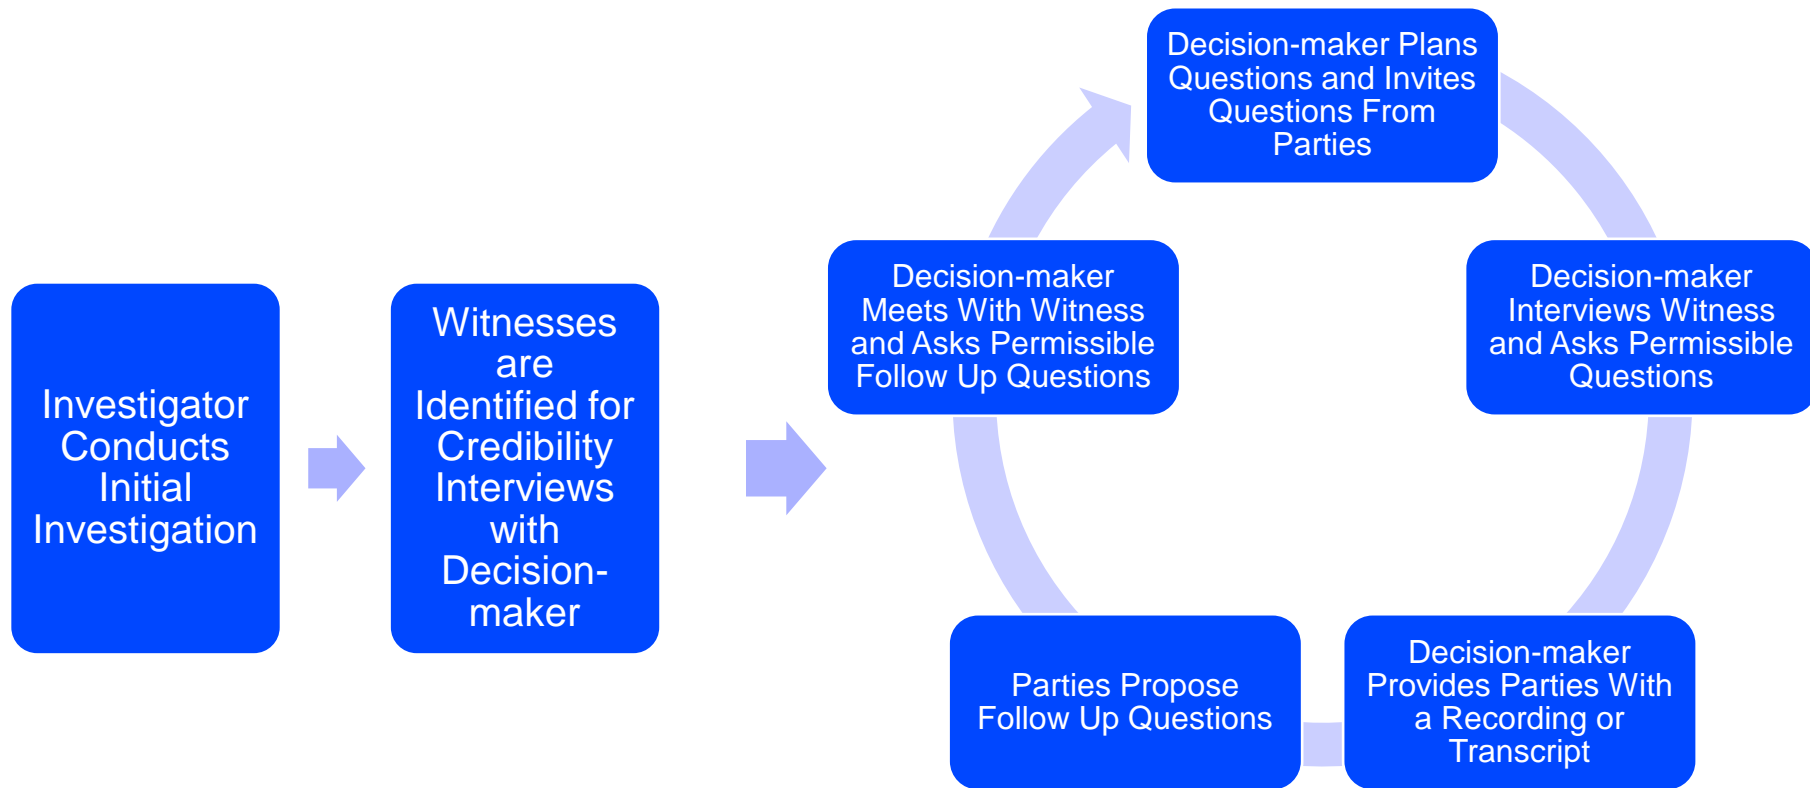 Investigator
Conducts
Initial
Investigation
Witnesses
are
Identified for
Credibility
Interviews
with
Decision-
maker
Decision-maker Plans
Questions and Invites
Questions From
Parties
Decision-maker
Interviews Witness
and Asks Permissible
Questions
Decision-maker
Provides Parties With
a Recording or
Transcript
Parties Propose
Follow Up Questions
Decision-maker
Meets With Witness
and Asks Permissible
Follow Up Questions